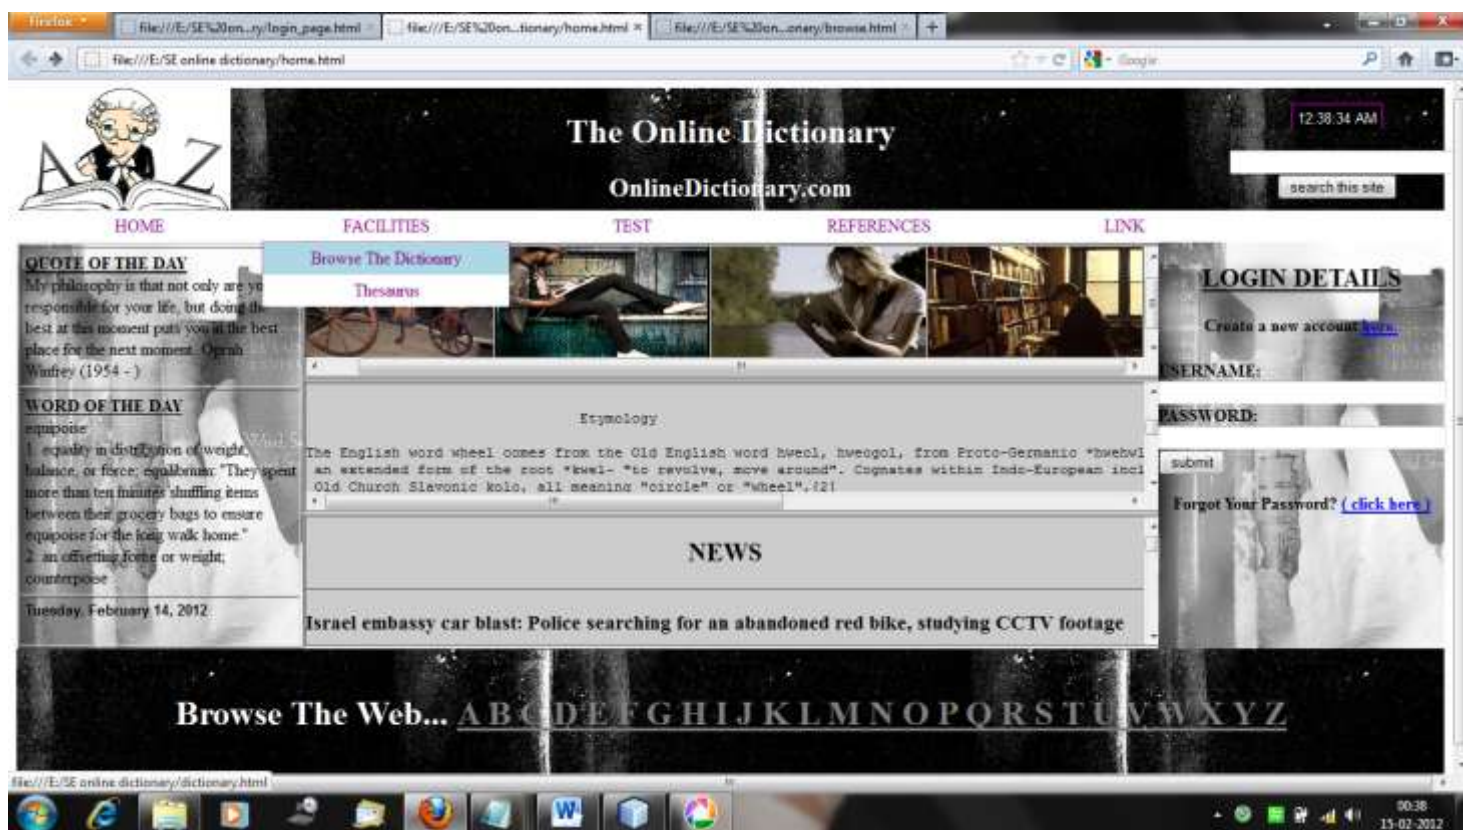 Firefox
file:///E:/SE%20on...ry/login_page.html
file:///E:/SE%20on...tionary/home.html
file:///E:/SE%20on...onary/browse.html
file:///E:/SE online dictionary/home.html
Google
A Z
The Online Dictionary
OnlineDictionary.com
12:38:34 AM
search this site
HOME FACILITIES TEST REFERENCES LINK
Browse The Dictionary
Thesaurus
QUOTE OF THE DAY
My philosophy is that not only are yo
responsible for your life, but doing the
best at this moment puts you at the best
place for the next moment. Oprah
Winfrey (1954 - )
WORD OF THE DAY
equipoise
1. equality in distribution of weight,
balance, or force; equilibrium: "They spent
more than ten minutes shuffling items
between their grocery bags to ensure
equipoise for the long walk home."
2. an offsetting force or weight;
counterpoise
Tuesday, February 14, 2012
Etymology
The English word wheel comes from the Old English word hweol, hweogol, from Proto-Germanic *hwehwl
an extended form of the root *kwel- "to revolve, move around". Cognates within Indo-European incl
Old Church Slavonic kolo, all meaning "circle" or "wheel".[2]
NEWS
Israel embassy car blast: Police searching for an abandoned red bike, studying CCTV footage
LOGIN DETAILS
Create a new account here.
USERNAME:
PASSWORD:
submit
Forgot Your Password? ( click here )
Browse The Web... A B C D E F G H I J K L M N O P Q R S T U V W X Y Z
file:///E:/SE online dictionary/dictionary.html
00:38
15-02-2012